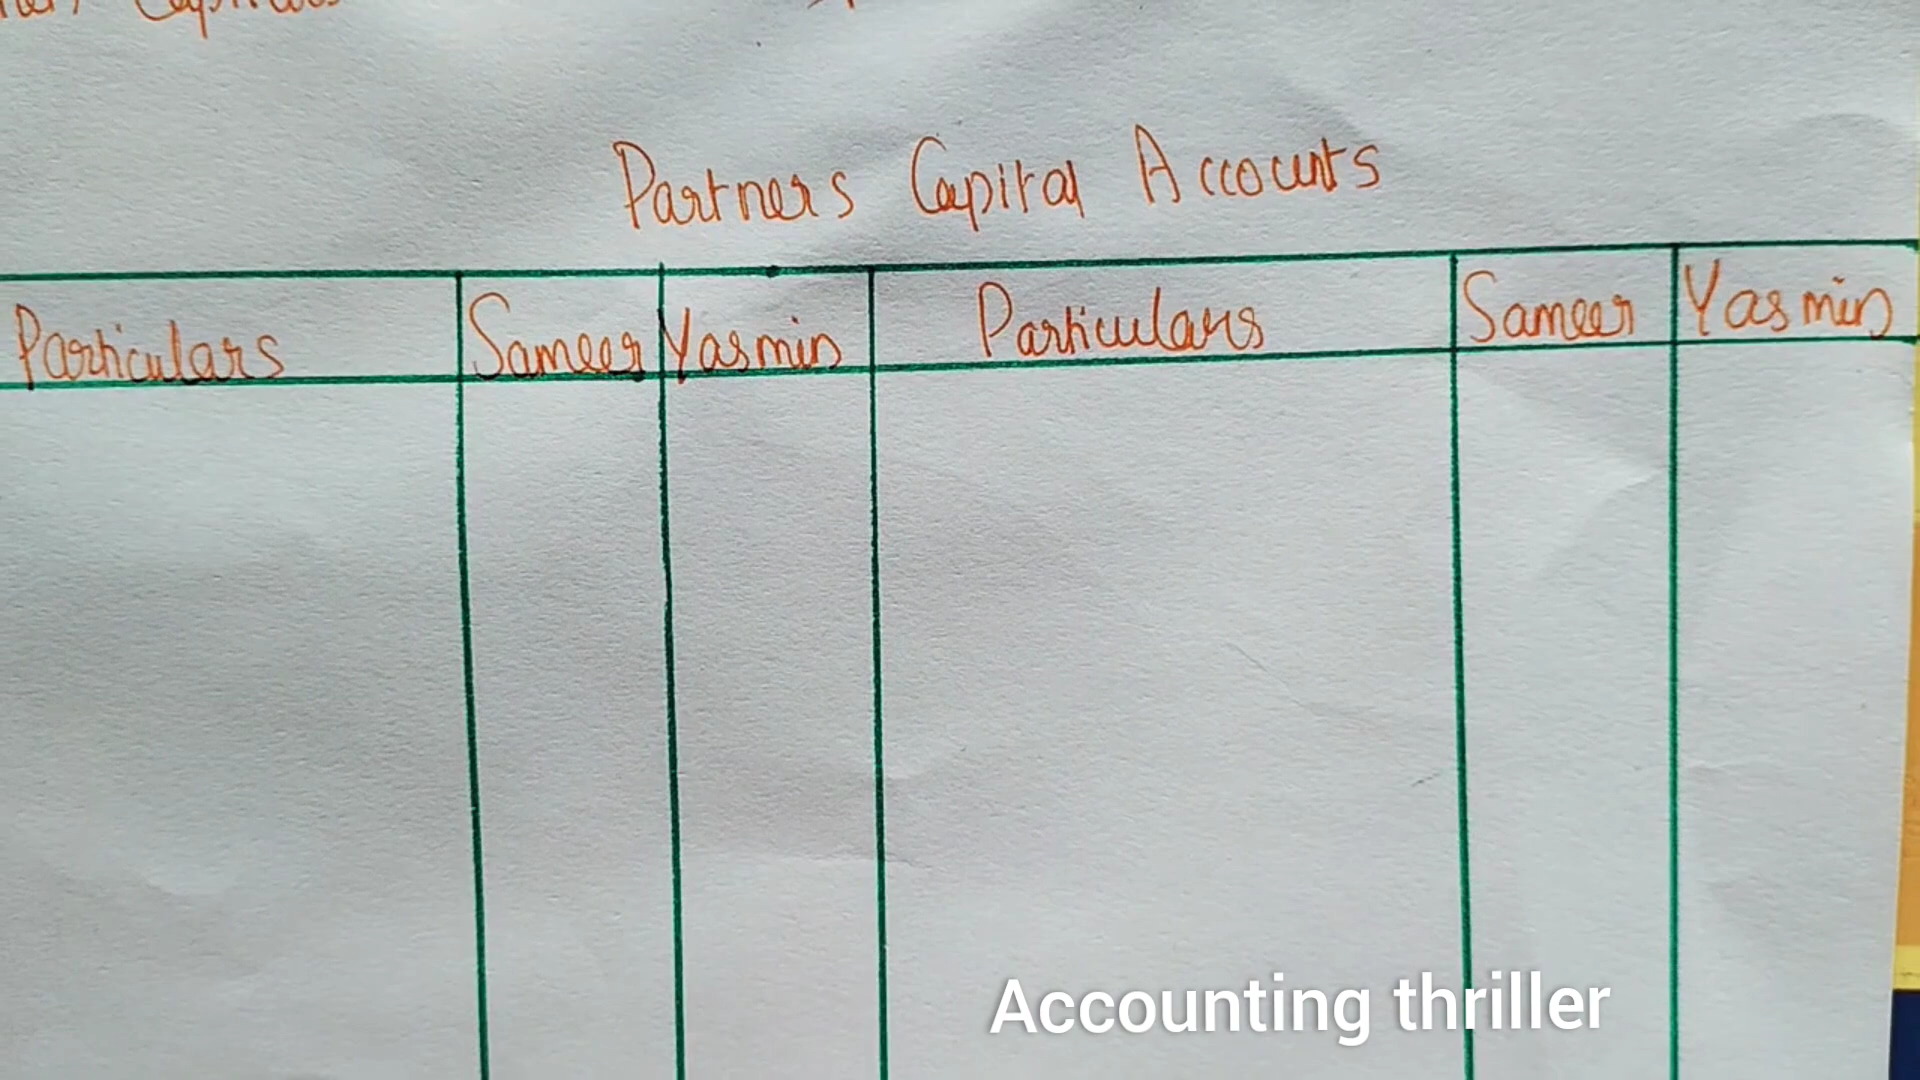 Partners Capital Accounts
Particulars Sameer Yasmin Particulars Sameer Yasmin
Accounting thriller